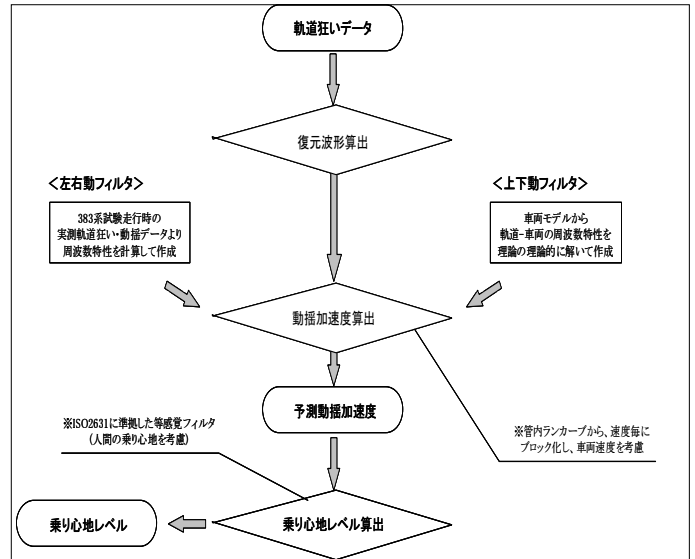 軌道狂いデータ
復元波形算出
<左右動フィルタ>
383系試験走行時の
実測軌道狂い・動揺データより
周波数特性を計算して作成
<上下動フィルタ>
車両モデルから
軌道-車両の周波数特性を
理論の理論的に解いて作成
動揺加速度算出
予測動揺加速度
※ISO2631に準拠した等感覚フィルタ
(人間の乗り心地を考慮)
※管内ランカーブから、速度毎に
ブロック化し、車両速度を考慮
乗り心地レベル算出
乗り心地レベル